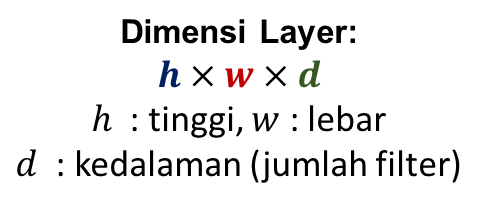 Dimensi Layer:
h × w × d
h : tinggi, w : lebar
d : kedalaman (jumlah filter)